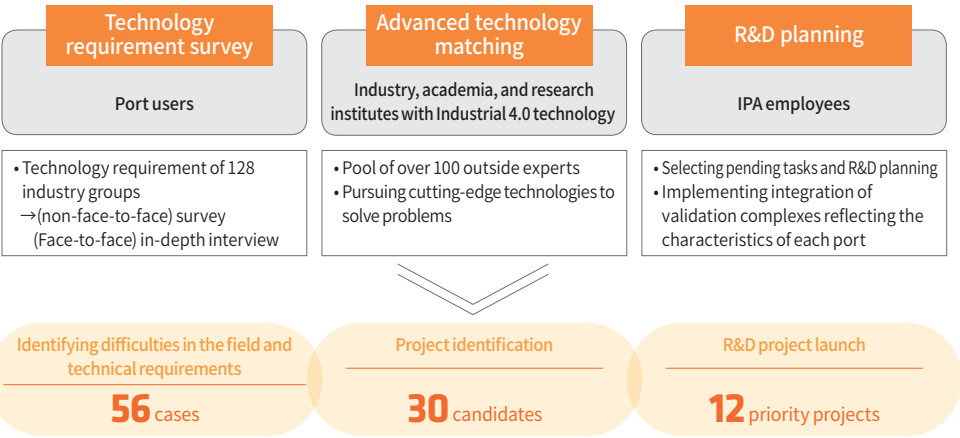 Technology
requirement survey
Port users
• Technology requirement of 128
industry groups
→(non-face-to-face) survey
(Face-to-face) in-depth interview
Advanced technology
matching
Industry, academia, and research
institutes with Industrial 4.0 technology
• Pool of over 100 outside experts
• Pursuing cutting-edge technologies to
solve problems
R&D planning
IPA employees
• Selecting pending tasks and R&D planning
• Implementing integration of
validation complexes reflecting the
characteristics of each port
Identifying difficulties in the field and
technical requirements
56 cases
Project identification
30 candidates
R&D project launch
12 priority projects